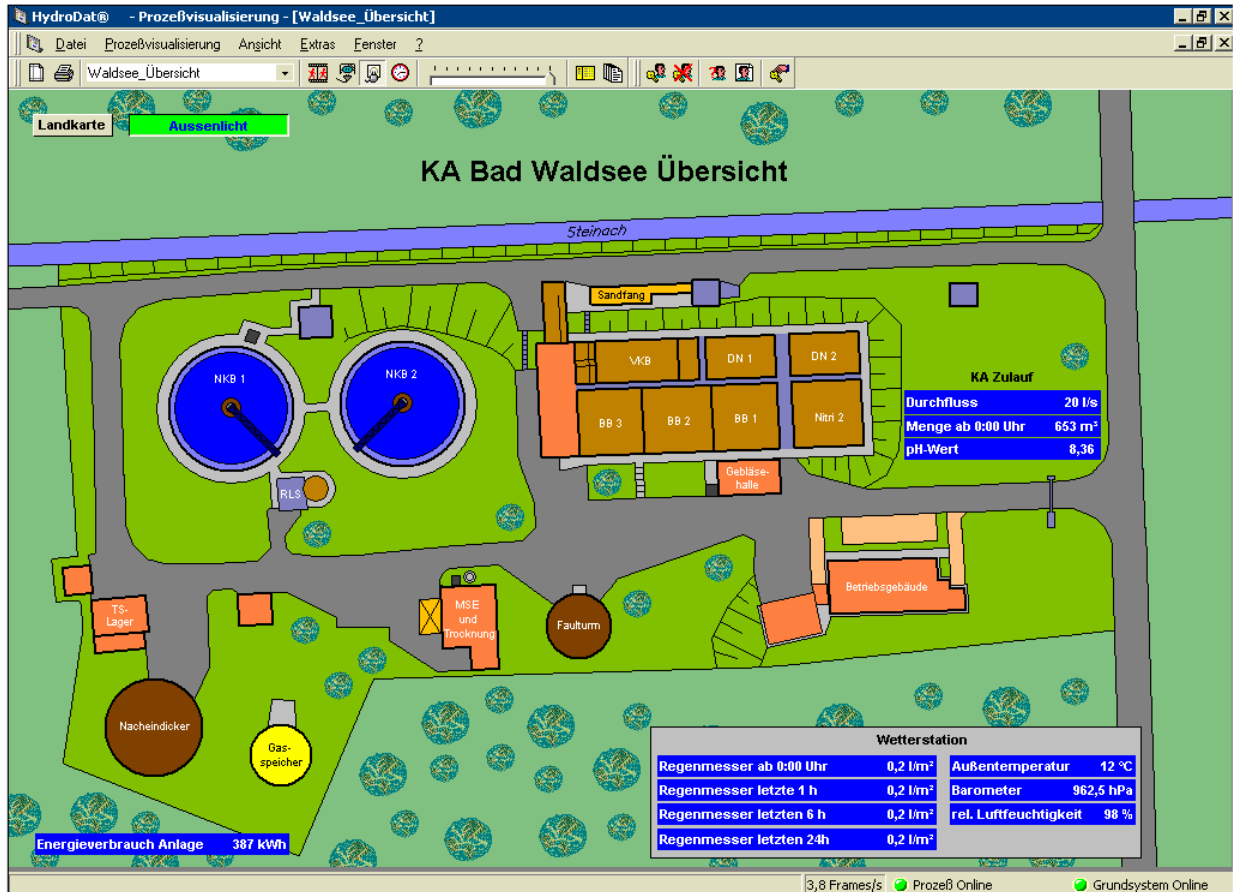 HydroDat® - Prozeßvisualisierung - [Waldsee_Übersicht]
Datei Prozeßvisualisierung Ansicht Extras Fenster ?
Waldsee_Übersicht
Landkarte Aussenlicht
KA Bad Waldsee Übersicht
Steinach
Sandfang
NKB 1
NKB 2
VKB
DN 1
DN 2
BB 3
BB 2
BB 1
Nitri 2
KA Zulauf
Durchfluss 20 l/s
Menge ab 0:00 Uhr 653 m³
pH-Wert 8,36
RLS
Gebläse-
halle
TS-
Lager
MSE
und
Trocknung
Faulturm
Betriebsgebäude
Nacheindicker
Gas-
speicher
Wetterstation
Regenmesser ab 0:00 Uhr 0,2 l/m² Außentemperatur 12 °C
Regenmesser letzte 1 h 0,2 l/m² Barometer 962,5 hPa
Regenmesser letzten 6 h 0,2 l/m² rel. Luftfeuchtigkeit 98 %
Regenmesser letzten 24h 0,2 l/m²
Energieverbrauch Anlage 387 kWh
3,8 Frames/s Prozeß Online Grundsystem Online